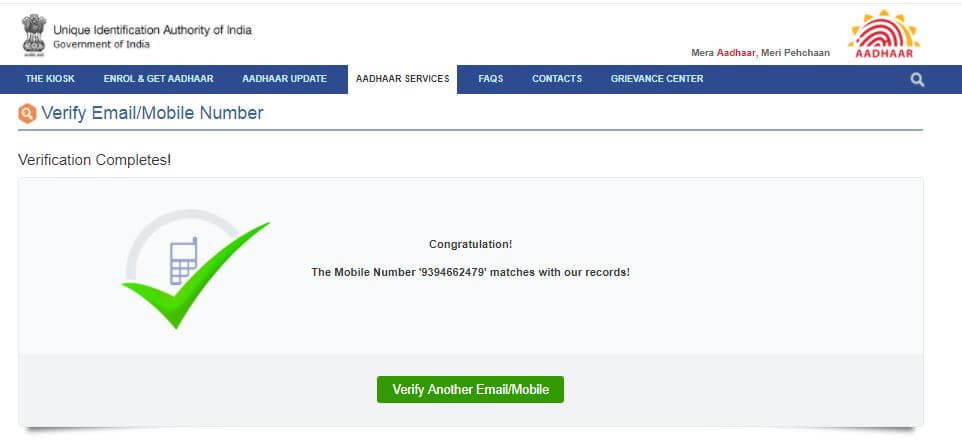 Unique Identification Authority of India
Government of India
Mera Aadhaar, Meri Pehchaan
AADHAAR
THE KIOSK ENROL & GET AADHAAR AADHAAR UPDATE AADHAAR SERVICES FAQS CONTACTS GRIEVANCE CENTER
Verify Email/Mobile Number
Verification Completes!
Congratulation!
The Mobile Number '9394662479' matches with our records!
Verify Another Email/Mobile